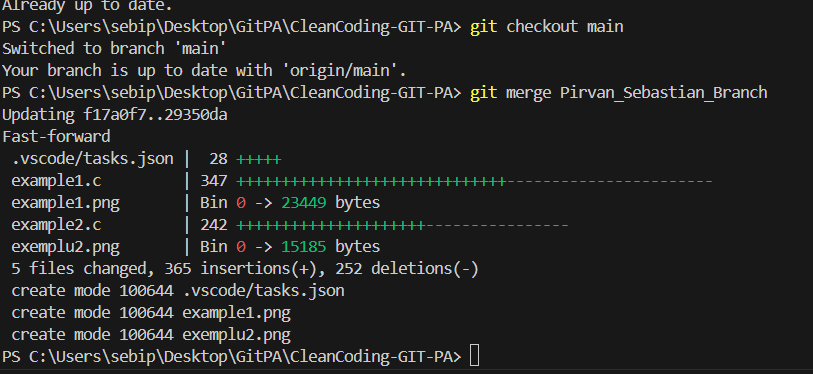 Already up to date.
PS C:\Users\sebip\Desktop\GitPA\CleanCoding-GIT-PA> git checkout main
Switched to branch 'main'
Your branch is up to date with 'origin/main'.
PS C:\Users\sebip\Desktop\GitPA\CleanCoding-GIT-PA> git merge Pirvan_Sebastian_Branch
Updating f17a0f7..29350da
Fast-forward
 .vscode/tasks.json |  28 +++++
 example1.c         | 347 ++++++++++++++++++++++++++++++-----------------------
 example1.png       | Bin 0 -> 23449 bytes
 example2.c         | 242 +++++++++++++++++++++----------------
 exemplu2.png       | Bin 0 -> 15185 bytes
 5 files changed, 365 insertions(+), 252 deletions(-)
 create mode 100644 .vscode/tasks.json
 create mode 100644 example1.png
 create mode 100644 exemplu2.png
PS C:\Users\sebip\Desktop\GitPA\CleanCoding-GIT-PA>